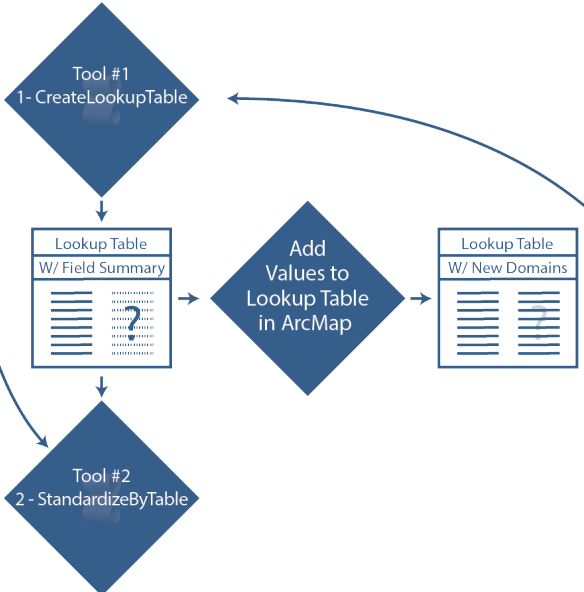 Tool #1
1- CreateLookupTable
Lookup Table
W/ Field Summary
?
Add
Values to
Lookup Table
in ArcMap
Lookup Table
W/ New Domains
?
Tool #2
2 - StandardizeByTable